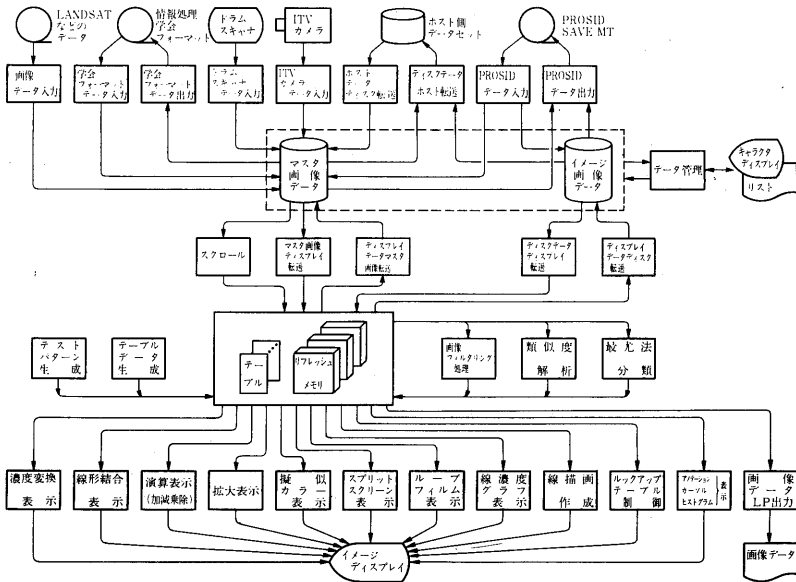 LANDSAT
などの
データ
情報処理
学会
フォーマット
ドラム
スキャナ
ITV
カメラ
ホスト側
データセット
PROSID
SAVE MT
画像
データ入力
学会
フォーマット
データ入力
学会
フォーマット
データ出力
ドラム
スキャナ
データ入力
ITV
カメラ
データ入力
ホスト
データ
ディスク転送
ディスクデータ
ホスト転送
PROSID
データ入力
PROSID
データ出力
マスタ
画像
データ
イメージ
画像
データ
データ管理
キャラクタ
ディスプレイ
リスト
スクロール
マスタ画像
ディスプレイ
転送
ディスプレイ
データマスタ
画像転送
ディスクデータ
ディスプレイ
転送
ディスプレイ
データディスク
転送
テスト
パターン
生成
テーブル
データ
生成
テー
ブル
リフレッシュ
メモリ
画像
フィルタリング
処理
類似度
解析
最尤法
分類
濃度変換
表示
線形結合
表示
演算表示
(加減乗除)
拡大表示
擬似
カラー
表示
スプリット
スクリーン
表示
ループ
フィルム
表示
線濃度
グラフ
表示
線描画
作成
ルックアップ
テーブル
制御
カーソル
ヒストグラム
表示
画像
データ
LP出力
イメージ
ディスプレイ
画像データ